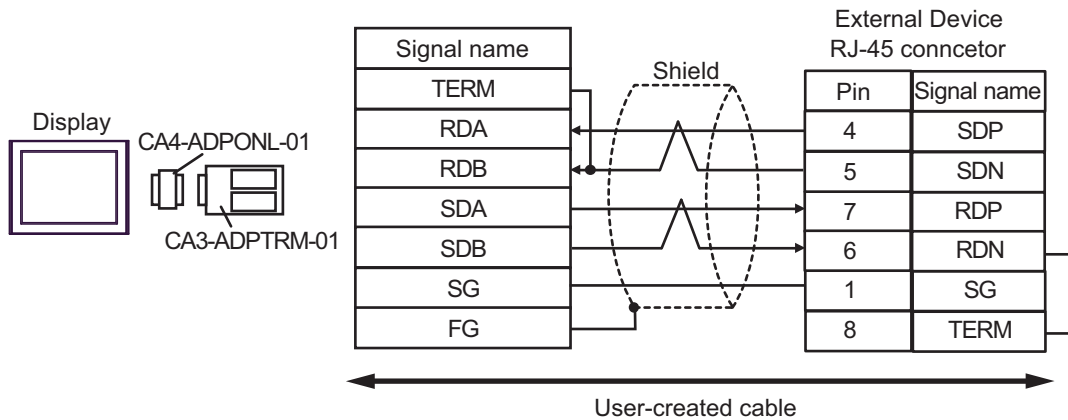 External Device
RJ-45 conncetor
Display
CA4-ADPONL-01
CA3-ADPTRM-01
Signal name
TERM
RDA
RDB
SDA
SDB
SG
FG
Shield
Pin Signal name
4 SDP
5 SDN
7 RDP
6 RDN
1 SG
8 TERM
User-created cable